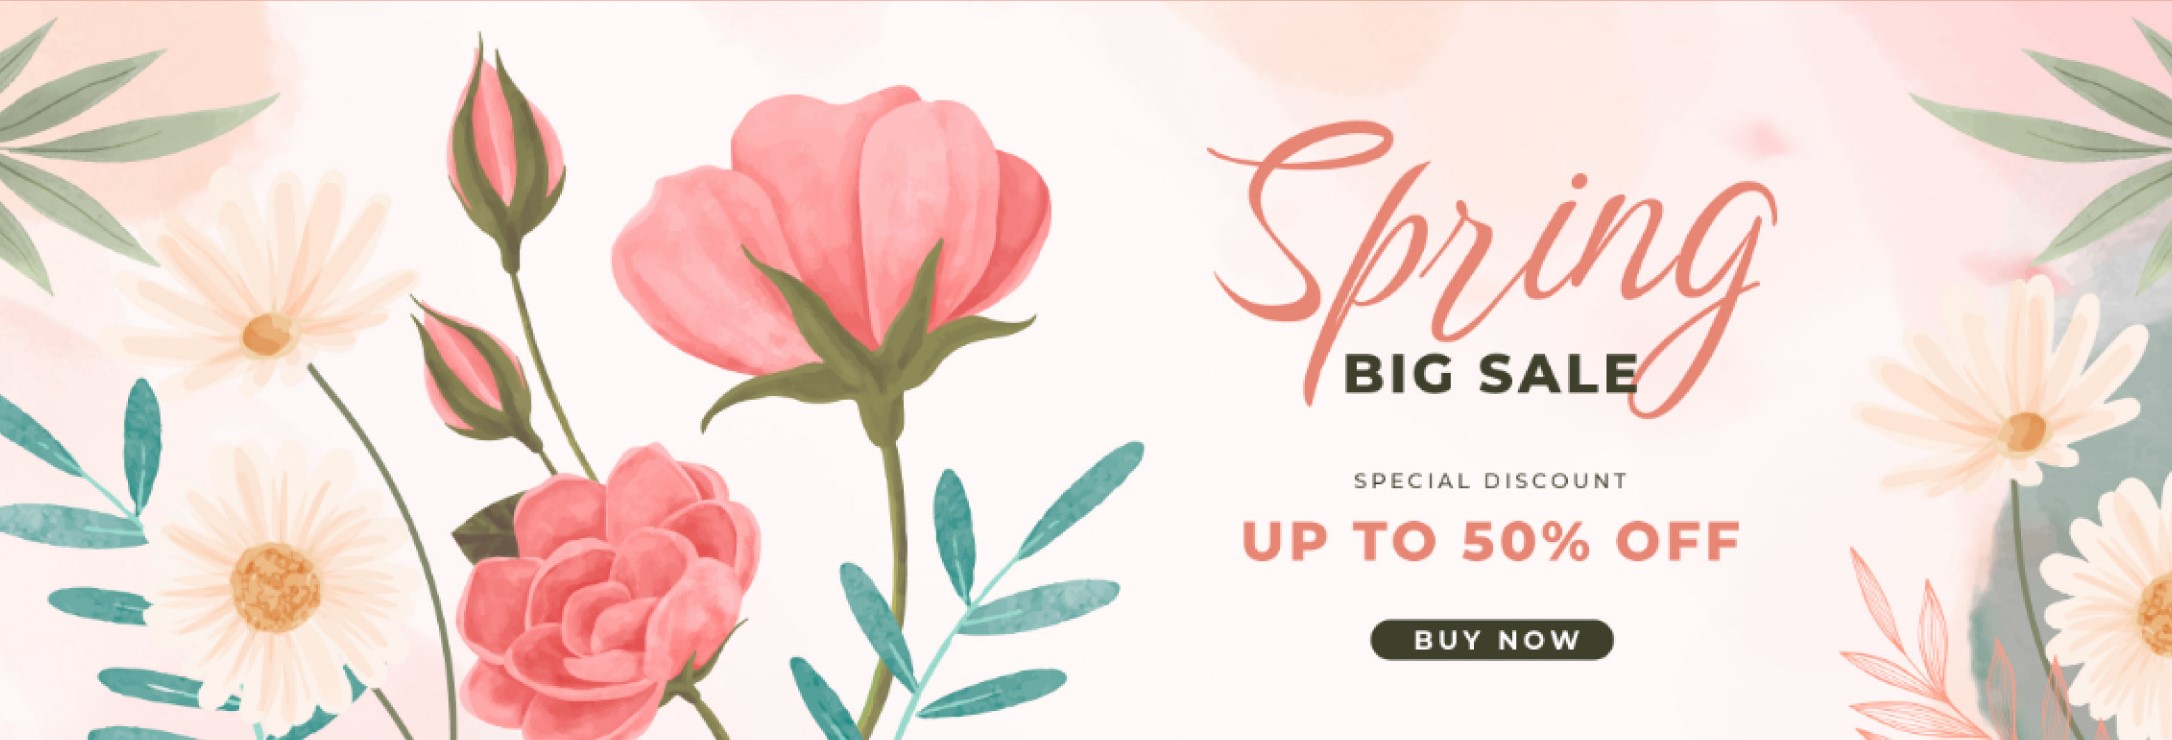 Spring
BIG SALE
SPECIAL DISCOUNT
UP TO 50% OFF
BUY NOW